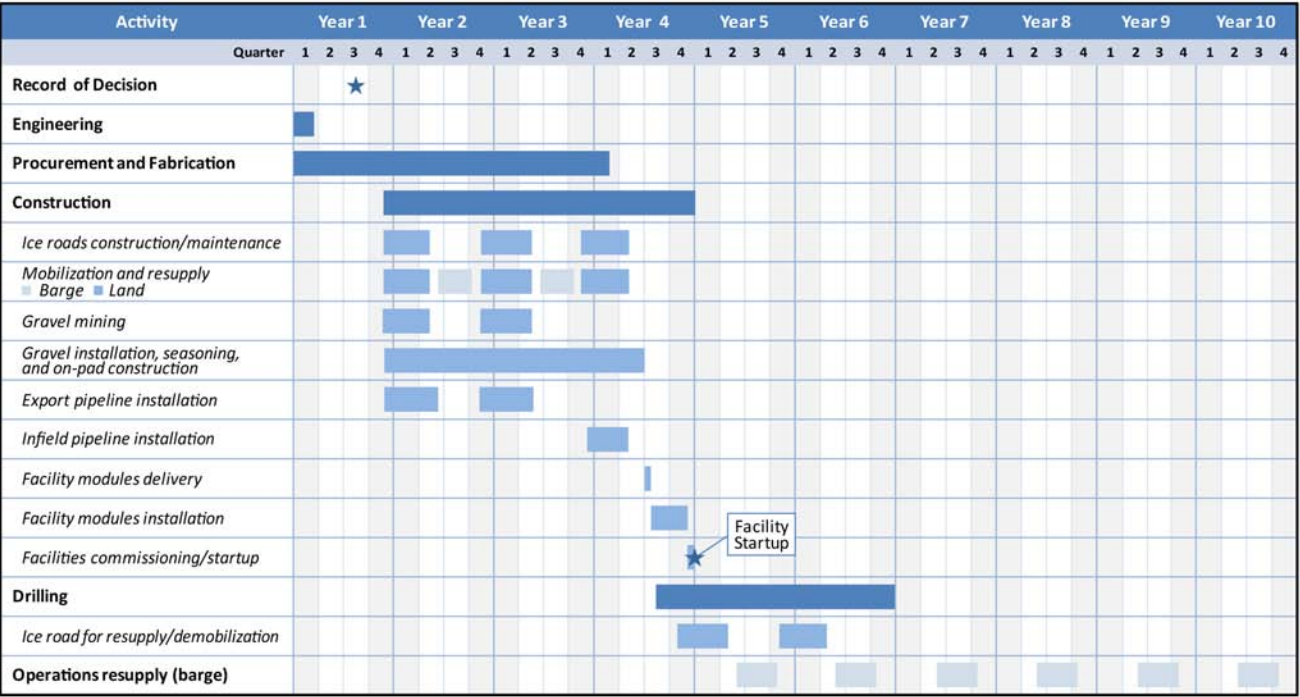 Activity Year 1 Year 2 Year 3 Year 4 Year 5 Year 6 Year 7 Year 8 Year 9 Year 10
Quarter 1 2 3 4 1 2 3 4 1 2 3 4 1 2 3 4 1 2 3 4 1 2 3 4 1 2 3 4 1 2 3 4 1 2 3 4 1 2 3 4
Record of Decision
Engineering
Procurement and Fabrication
Construction
Ice roads construction/maintenance
Mobilization and resupply
Barge Land
Gravel mining
Gravel installation, seasoning,
and on-pad construction
Export pipeline installation
Infield pipeline installation
Facility modules delivery
Facility modules installation
Facility
Startup
Facilities commissioning/startup
Drilling
Ice road for resupply/demobilization
Operations resupply (barge)